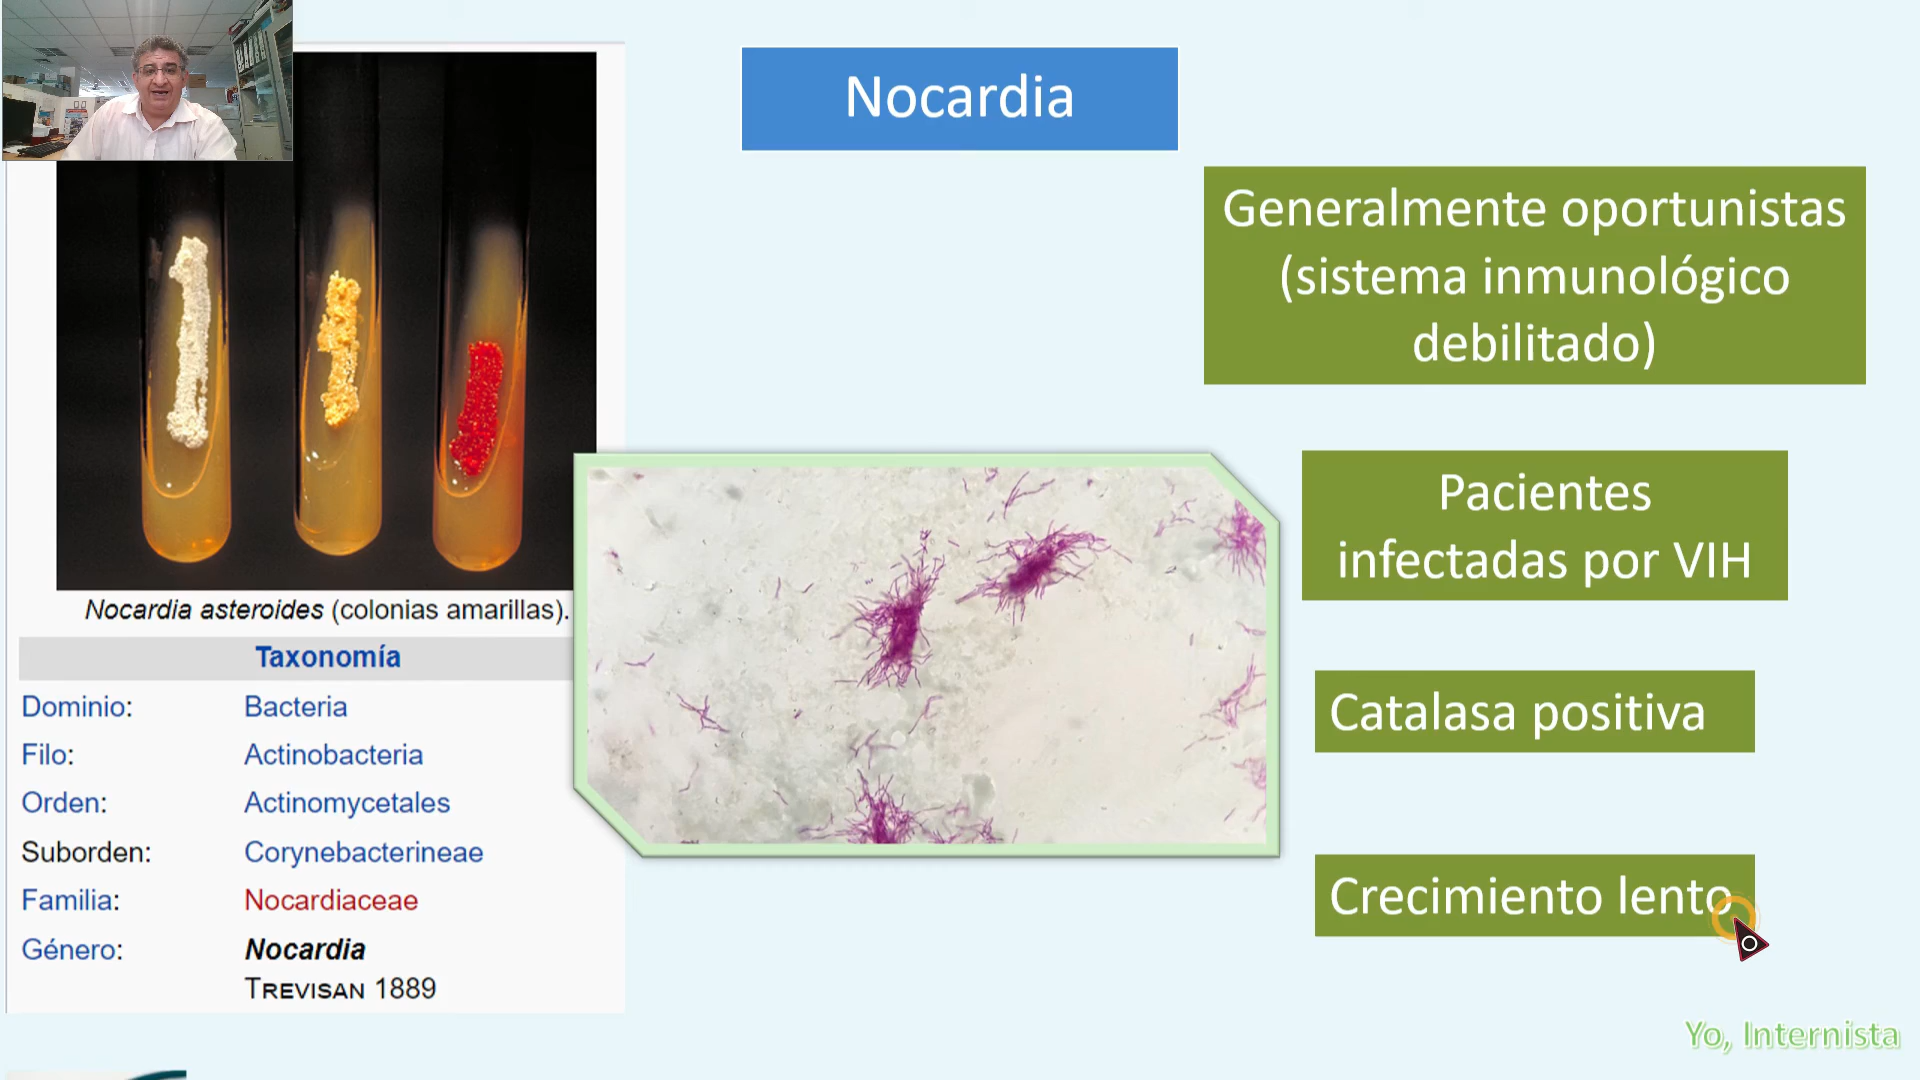 Nocardia
Generalmente oportunistas
(sistema inmunológico
debilitado)
Pacientes
infectadas por VIH
Catalasa positiva
Crecimiento lento
Nocardia asteroides (colonias amarillas).
Taxonomía
Dominio: Bacteria
Filo: Actinobacteria
Orden: Actinomycetales
Suborden: Corynebacterineae
Familia: Nocardiaceae
Género: Nocardia
TREVISAN 1889
Yo, Internista